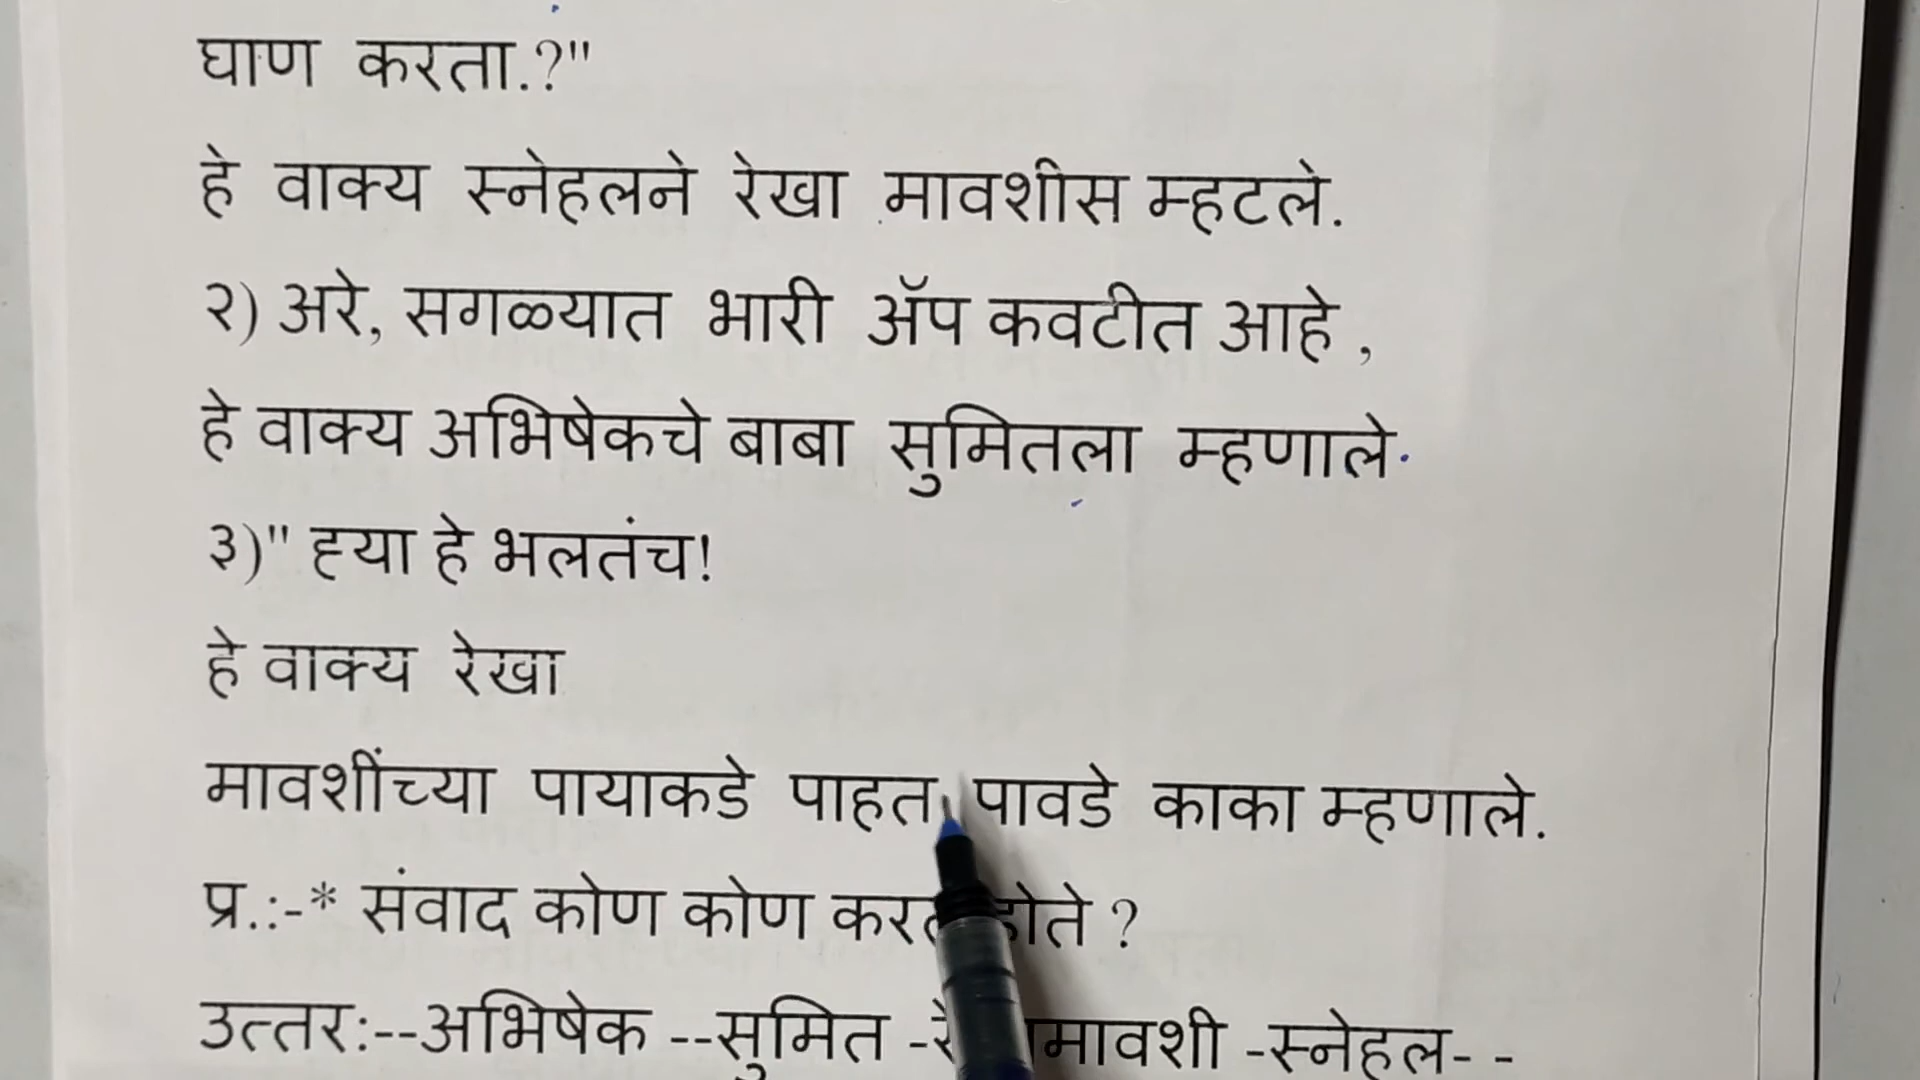 घाण करता.?"
हे वाक्य स्नेहलने रेखा मावशीस म्हटले.
२) अरे, सगळ्यात भारी ॲप कवटीत आहे ,
हे वाक्य अभिषेकचे बाबा सुमितला म्हणाले.
३)" ह्या हे भलतंच!
हे वाक्य रेखा
मावशींच्या पायाकडे पाहत पावडे काका म्हणाले.
प्र.:-* संवाद कोण कोण करत होते ?
उत्तर:--अभिषेक --सुमित - स्नेहल- -